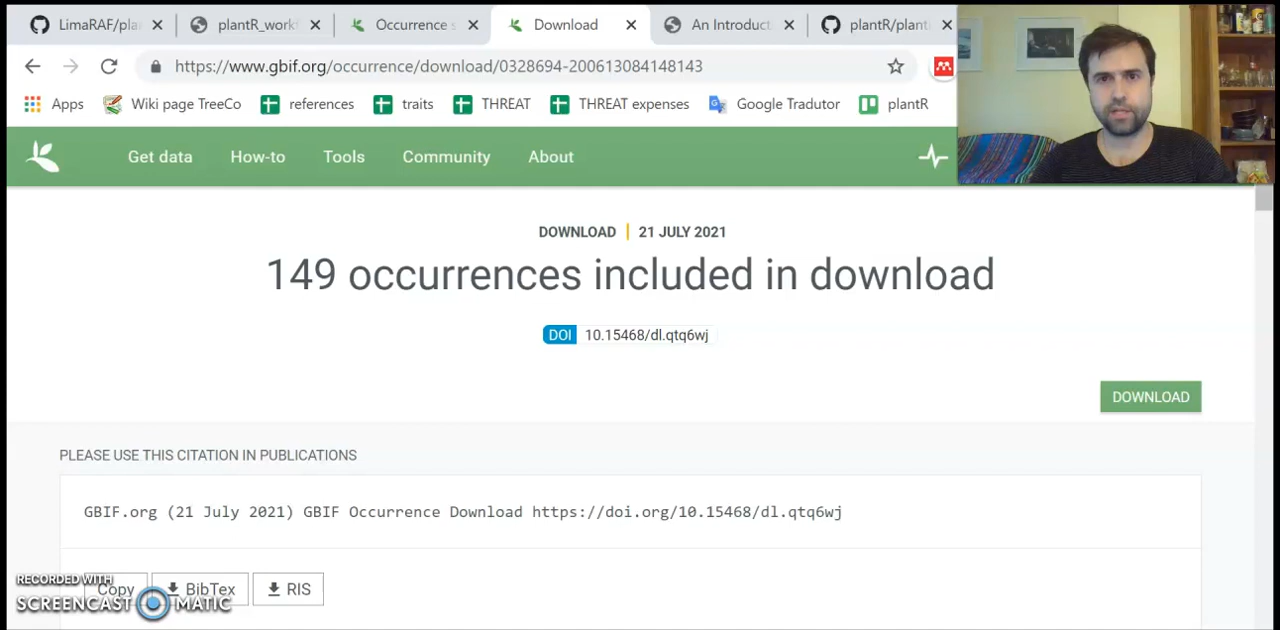 LimaRAF/pla
plantR_work
Occurrence s
Download
An Introduct
plantR/planti
https://www.gbif.org/occurrence/download/0328694-200613084148143
Apps
Wiki page TreeCo
references
traits
THREAT
THREAT expenses
Google Tradutor
plantR
Get data
How-to
Tools
Community
About
DOWNLOAD | 21 JULY 2021
149 occurrences included in download
DOI 10.15468/dl.qtq6wj
DOWNLOAD
PLEASE USE THIS CITATION IN PUBLICATIONS
GBIF.org (21 July 2021) GBIF Occurrence Download https://doi.org/10.15468/dl.qtq6wj
Copy
BibTex
RIS
RECORDED WITH
SCREENCAST MATIC